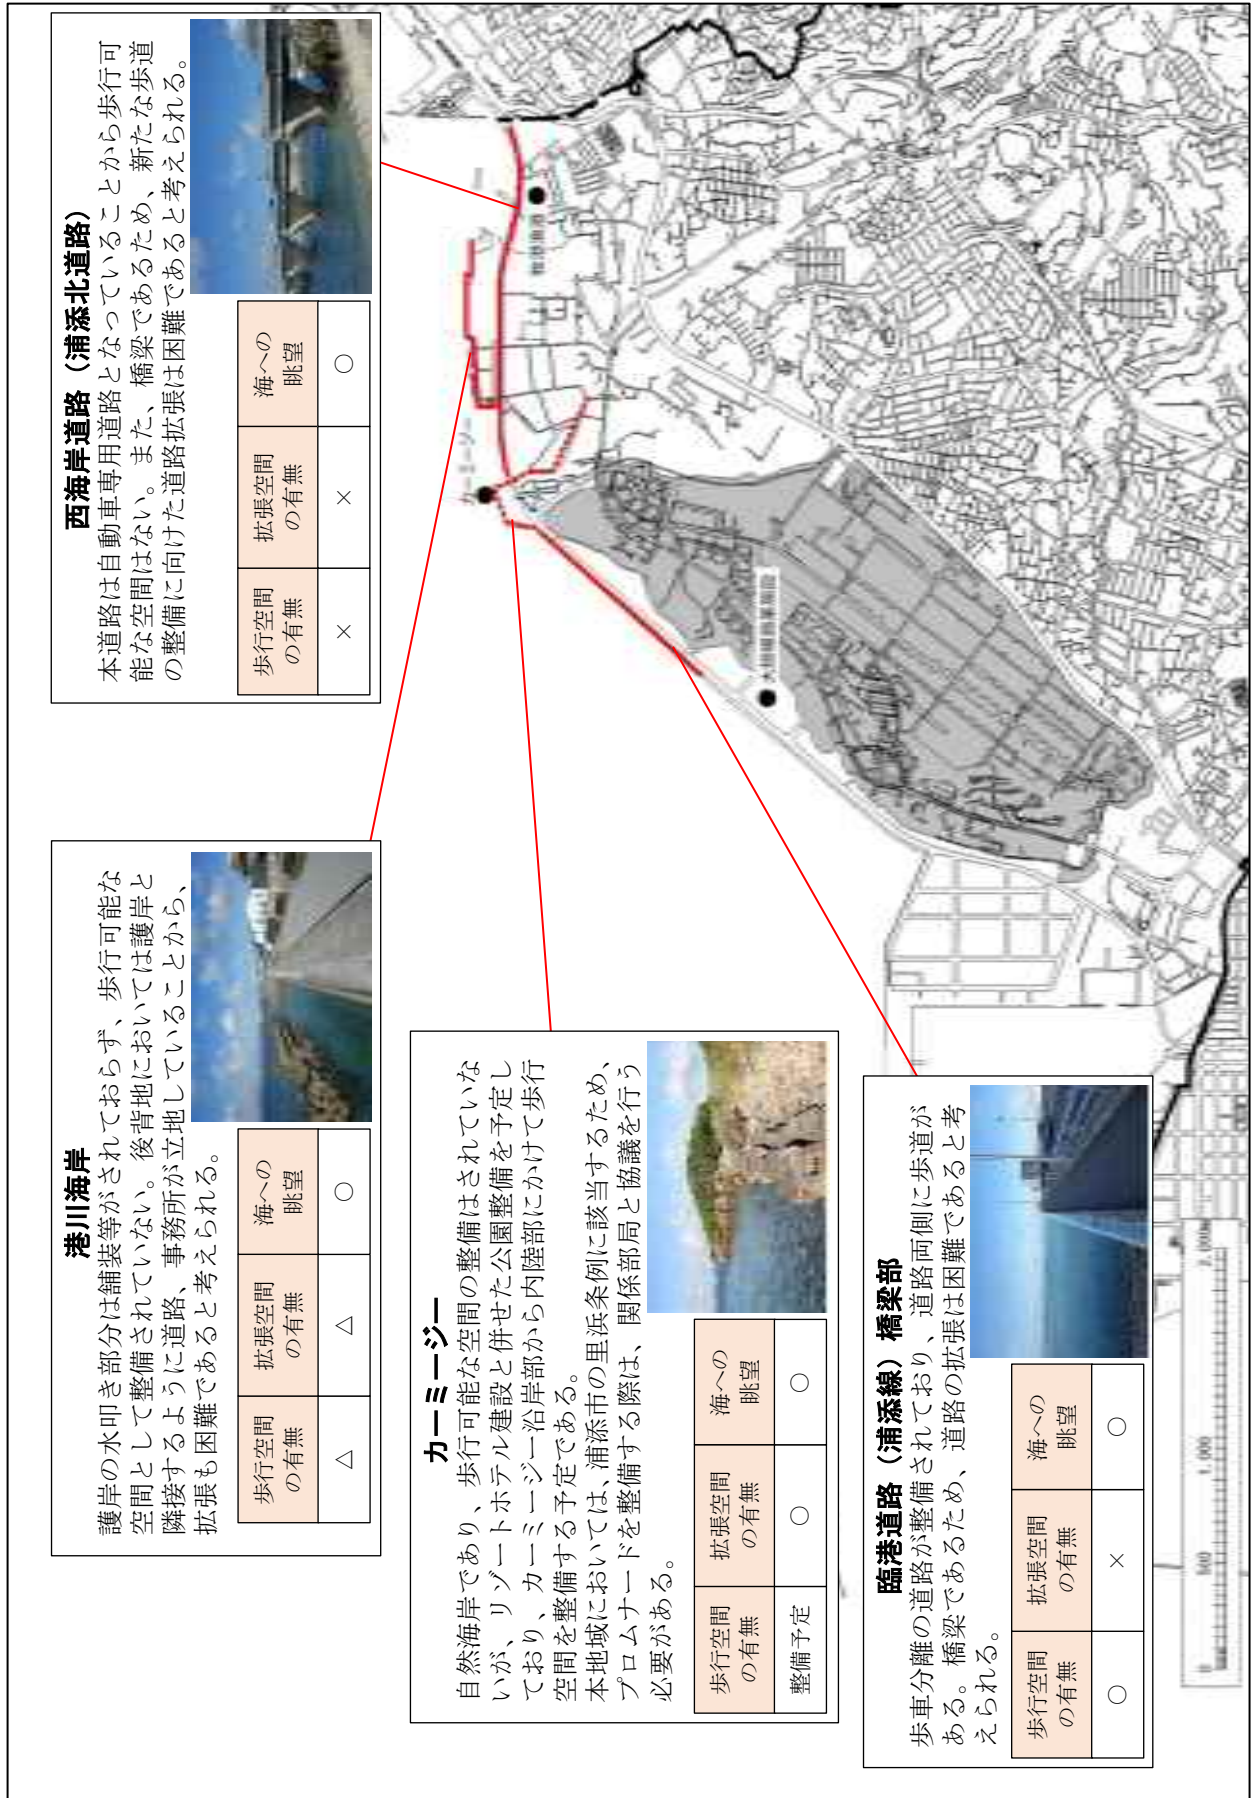 西海岸道路（浦添北道路）
本道路は自動車専用道路となっていることから歩行可
能な空間はない。また、橋梁であるため、新たな歩道
の整備に向けた道路拡張は困難であると考えられる。
歩行空間
の有無
拡張空間
の有無
海への
眺望
×
×
○
港川海岸
護岸の水叩き部分は舗装等がされておらず、歩行可能な
空間として整備されていない。後背地においては護岸と
隣接するように道路、事務所が立地していることから、
拡張も困難であると考えられる。
歩行空間
の有無
拡張空間
の有無
海への
眺望
△
△
○
カーミージー
自然海岸であり、歩行可能な空間の整備はされていな
いが、リゾートホテル建設と併せた公園整備を予定し
ており、カーミージー沿岸部から内陸部にかけて歩行
空間を整備する予定である。
本地域においては、浦添市の里浜条例に該当するため、
プロムナードを整備する際は、関係部局と協議を行う
必要がある。
歩行空間
の有無
拡張空間
の有無
海への
眺望
整備予定
○
○
臨港道路（浦添線）橋梁部
歩車分離の道路が整備されており、道路両側に歩道が
ある。橋梁であるため、道路の拡張は困難であると考
えられる。
歩行空間
の有無
拡張空間
の有無
海への
眺望
○
×
○
カーミージー
0
500
1,000
2,000m